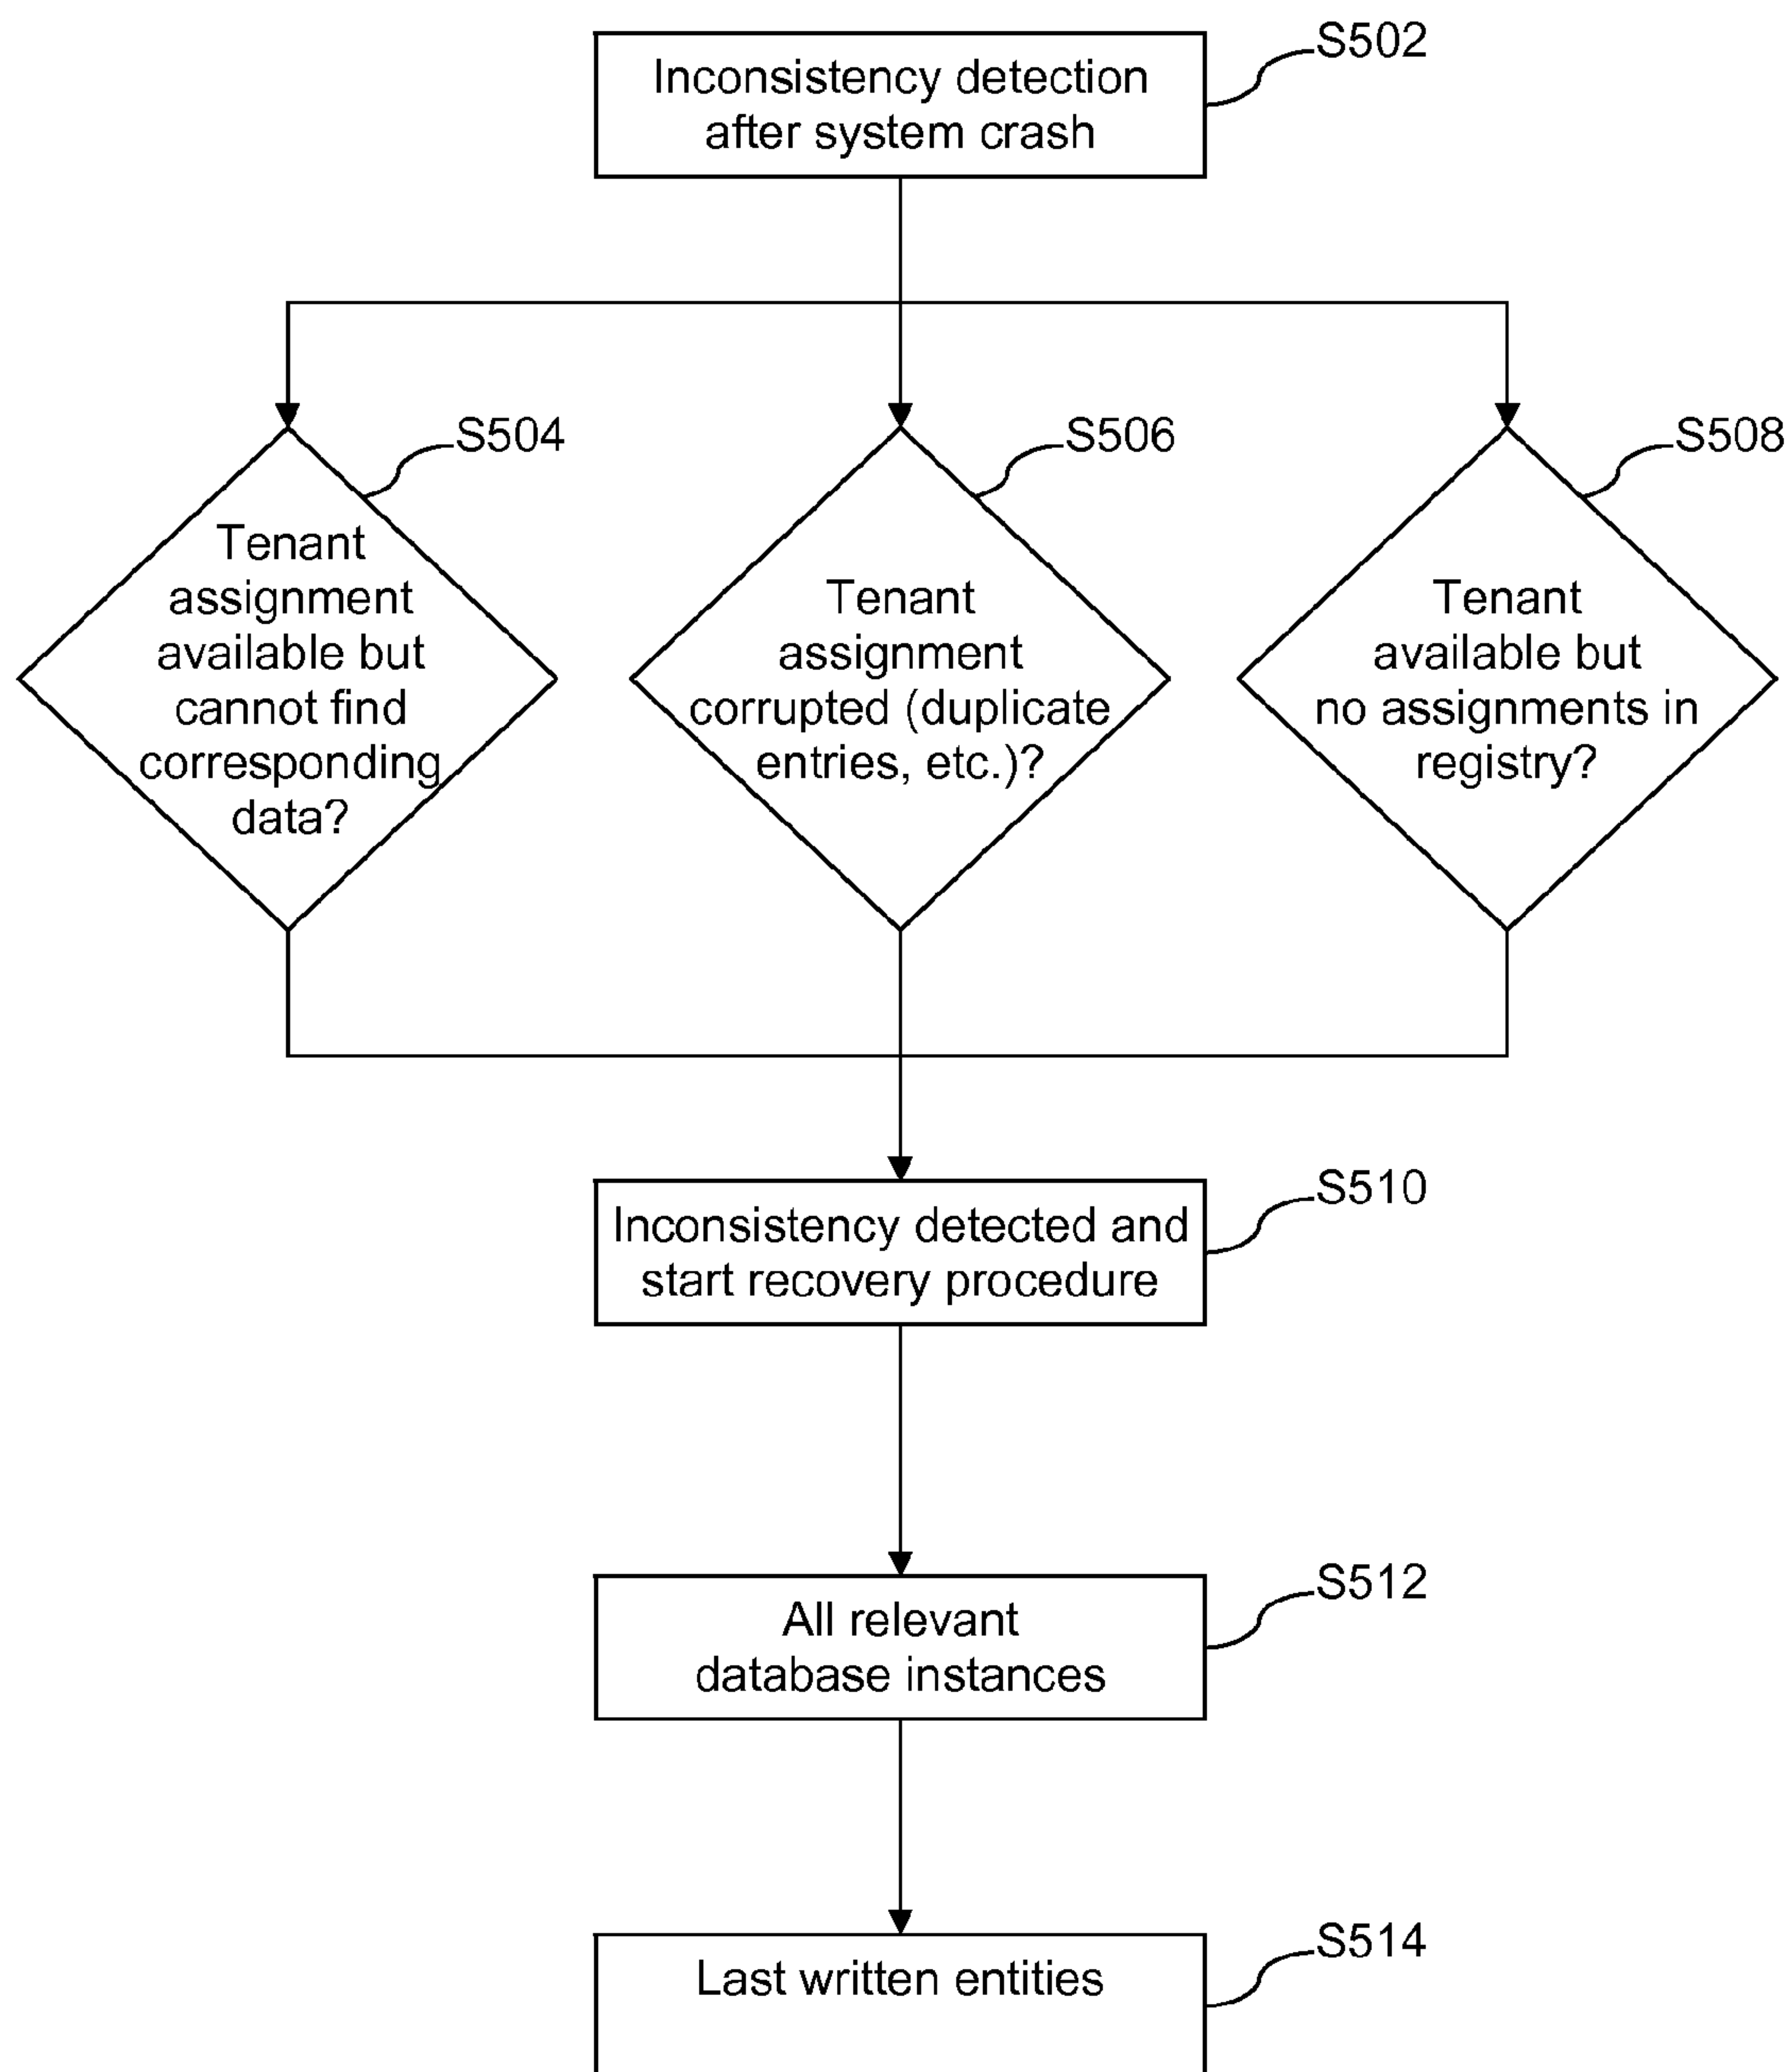 Inconsistency detection
after system crash
S502
S504
Tenant
assignment
available but
cannot find
corresponding
data?
S506
Tenant
assignment
corrupted (duplicate
entries, etc.)?
S508
Tenant
available but
no assignments in
registry?
Inconsistency detected and
start recovery procedure
S510
All relevant
database instances
S512
Last written entities
S514